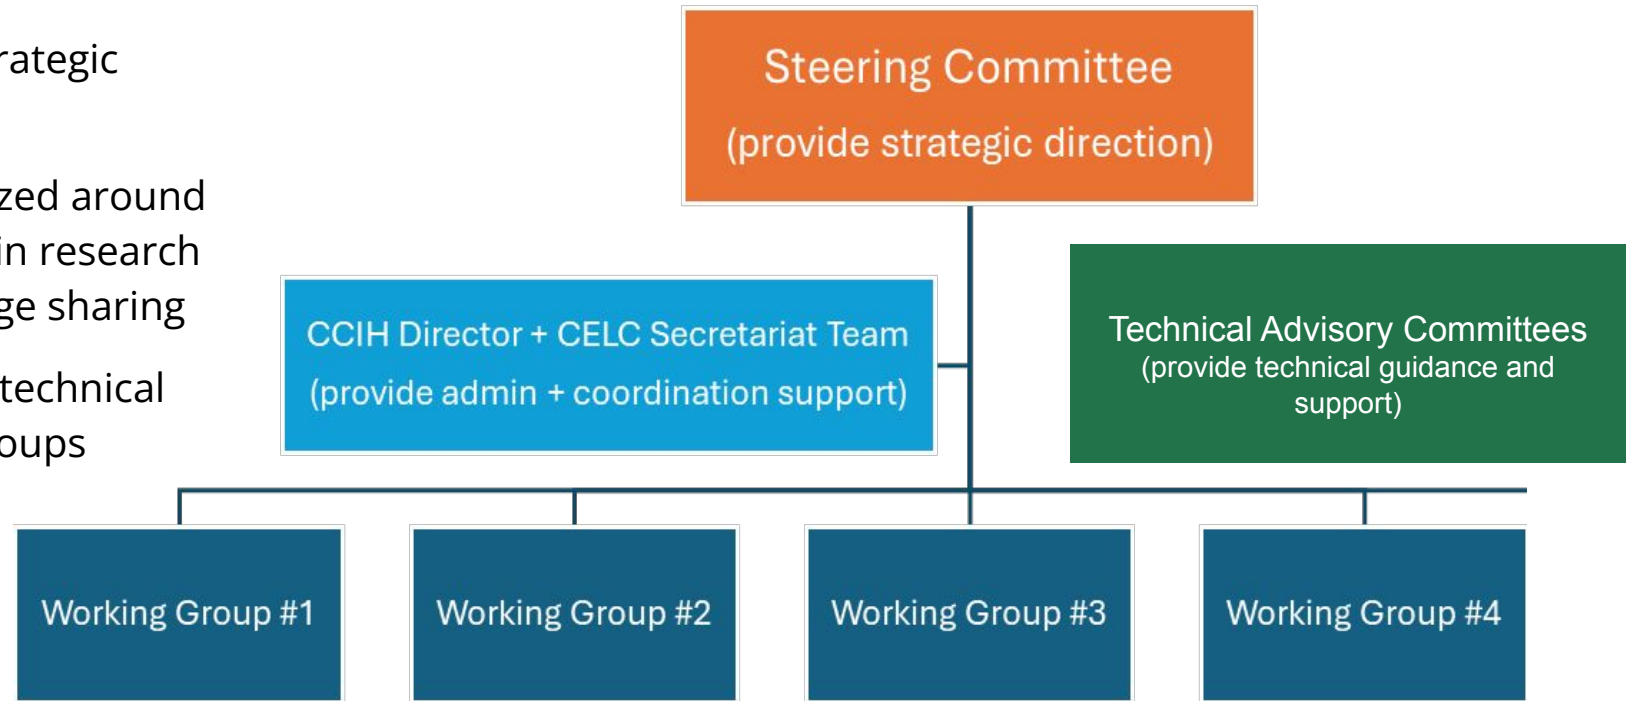 rategic
zed around
in research
ge sharing
technical
oups
Steering Committee
(provide strategic direction)
CCIH Director + CELC Secretariat Team
(provide admin + coordination support)
Technical Advisory Committees
(provide technical guidance and
support)
Working Group #1
Working Group #2
Working Group #3
Working Group #4